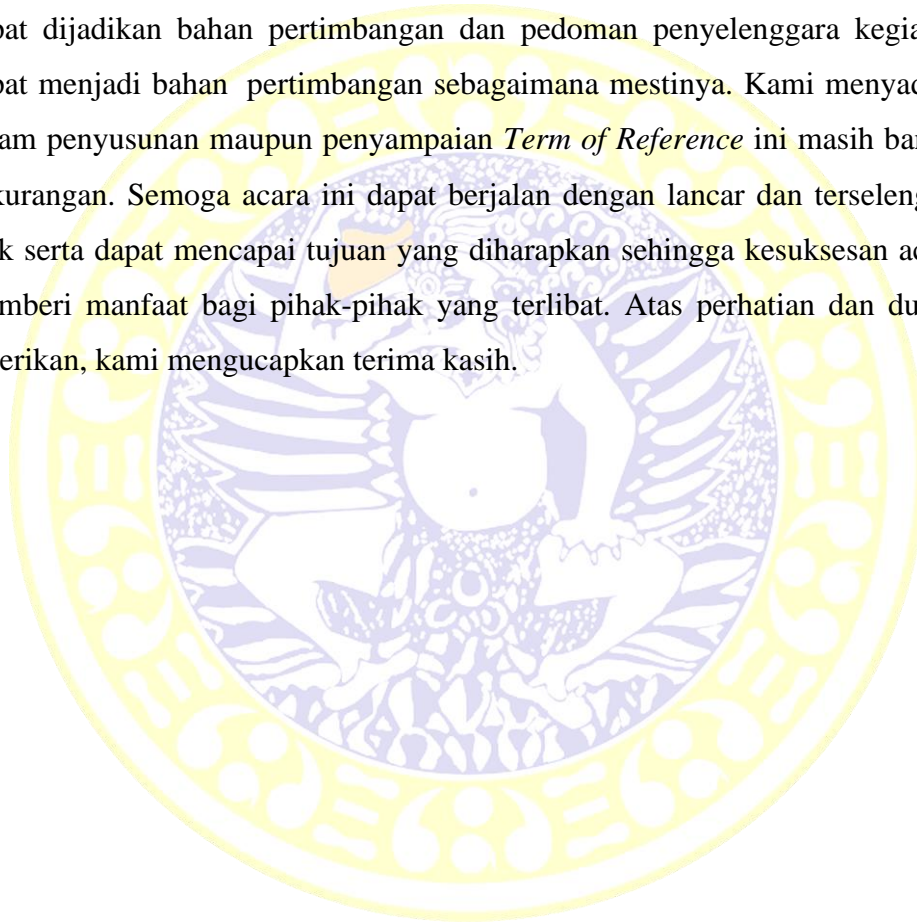 pat dijadikan bahan pertimbangan dan pedoman penyelenggara kegia
pat menjadi bahan pertimbangan sebagaimana mestinya. Kami menyad
am penyusunan maupun penyampaian Term of Reference ini masih ban
kurangan. Semoga acara ini dapat berjalan dengan lancar dan terseleng
k serta dapat mencapai tujuan yang diharapkan sehingga kesuksesan ac
mberi manfaat bagi pihak-pihak yang terlibat. Atas perhatian dan du
erikan, kami mengucapkan terima kasih.